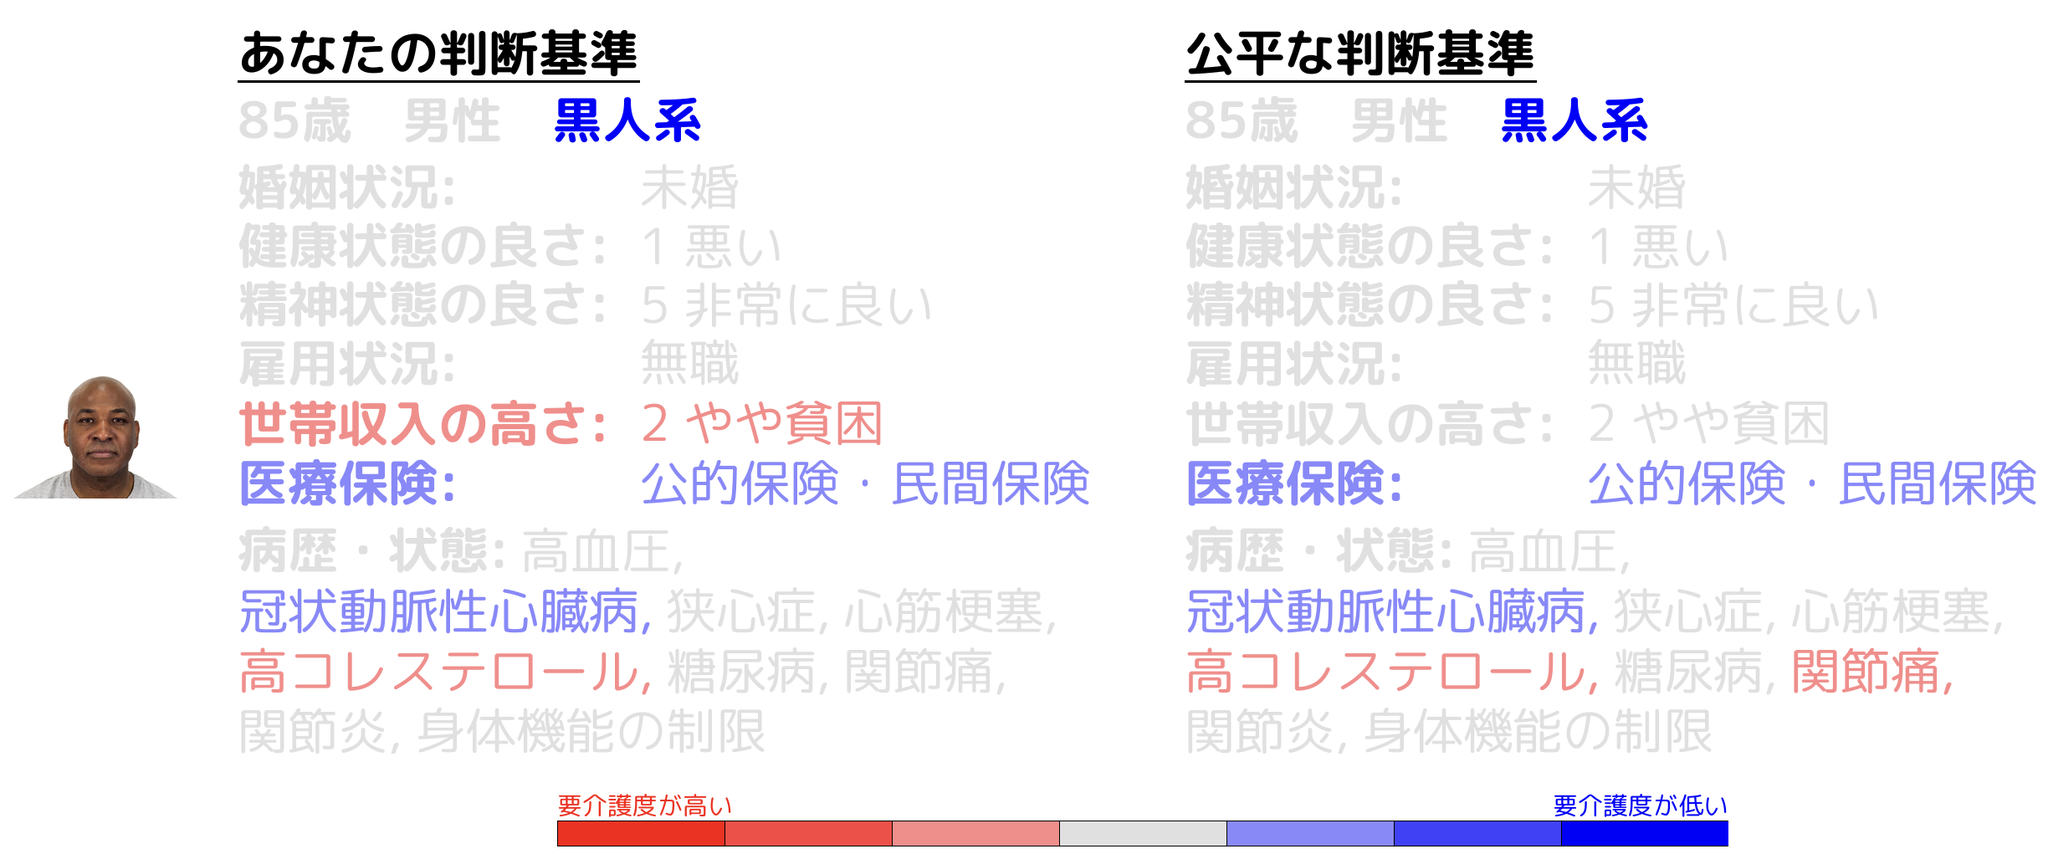 あなたの判断基準
85歳 男性 黒人系
婚姻状況: 未婚
健康状態の良さ: 1 悪い
精神状態の良さ: 5 非常に良い
雇用状況: 無職
世帯収入の高さ: 2 やや貧困
医療保険: 公的保険・民間保険
病歴・状態: 高血圧,
冠状動脈性心臓病, 狭心症, 心筋梗塞,
高コレステロール, 糖尿病, 関節痛,
関節炎, 身体機能の制限
公平な判断基準
85歳 男性 黒人系
婚姻状況: 未婚
健康状態の良さ: 1 悪い
精神状態の良さ: 5 非常に良い
雇用状況: 無職
世帯収入の高さ: 2 やや貧困
医療保険: 公的保険・民間保険
病歴・状態: 高血圧,
冠状動脈性心臓病, 狭心症, 心筋梗塞,
高コレステロール, 糖尿病, 関節痛,
関節炎, 身体機能の制限
要介護度が高い
要介護度が低い